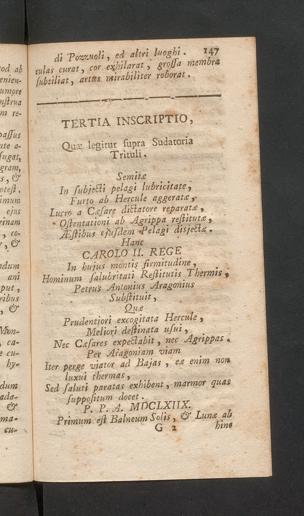 di Pozzuoli, ed altri luoghi. 147
culas curat, cor exhilarat, grossa membra
subtiliat, artus mirabiliter roborat.
TERTIA INSCRIPTIO,
Quæ legitur supra Sudatoria
Trituli.
Semitæ
In subjecti pelagi lubricitate,
Furto ab Hercule aggeratæ,
Lucro a Cæsare dictatore reparatæ,
Ostentationi ab Agrippa restitutæ,
Æstibus ejusdem Pelagi disjectæ.
Hanc
CAROLO II. REGE
In hujus montis firmitudine,
Hominum salubritati Restitutis Thermis,
Petrus Antonius Aragonius
Substituit,
Quæ
Prudentiori excogitata Hercule,
Meliori destinata usui,
Nec Cæsares expectabit, nec Agrippas.
Per Aragoniam viam
Iter perge viator ad Bajas, ea enim non
luxui thermas,
Sed saluti paratas exhibent, marmor quas
suppositum docet.
P. P. A. MDCLXIIX.
Primum est Balneum Solis, & Lunæ ab
G 2 hinc